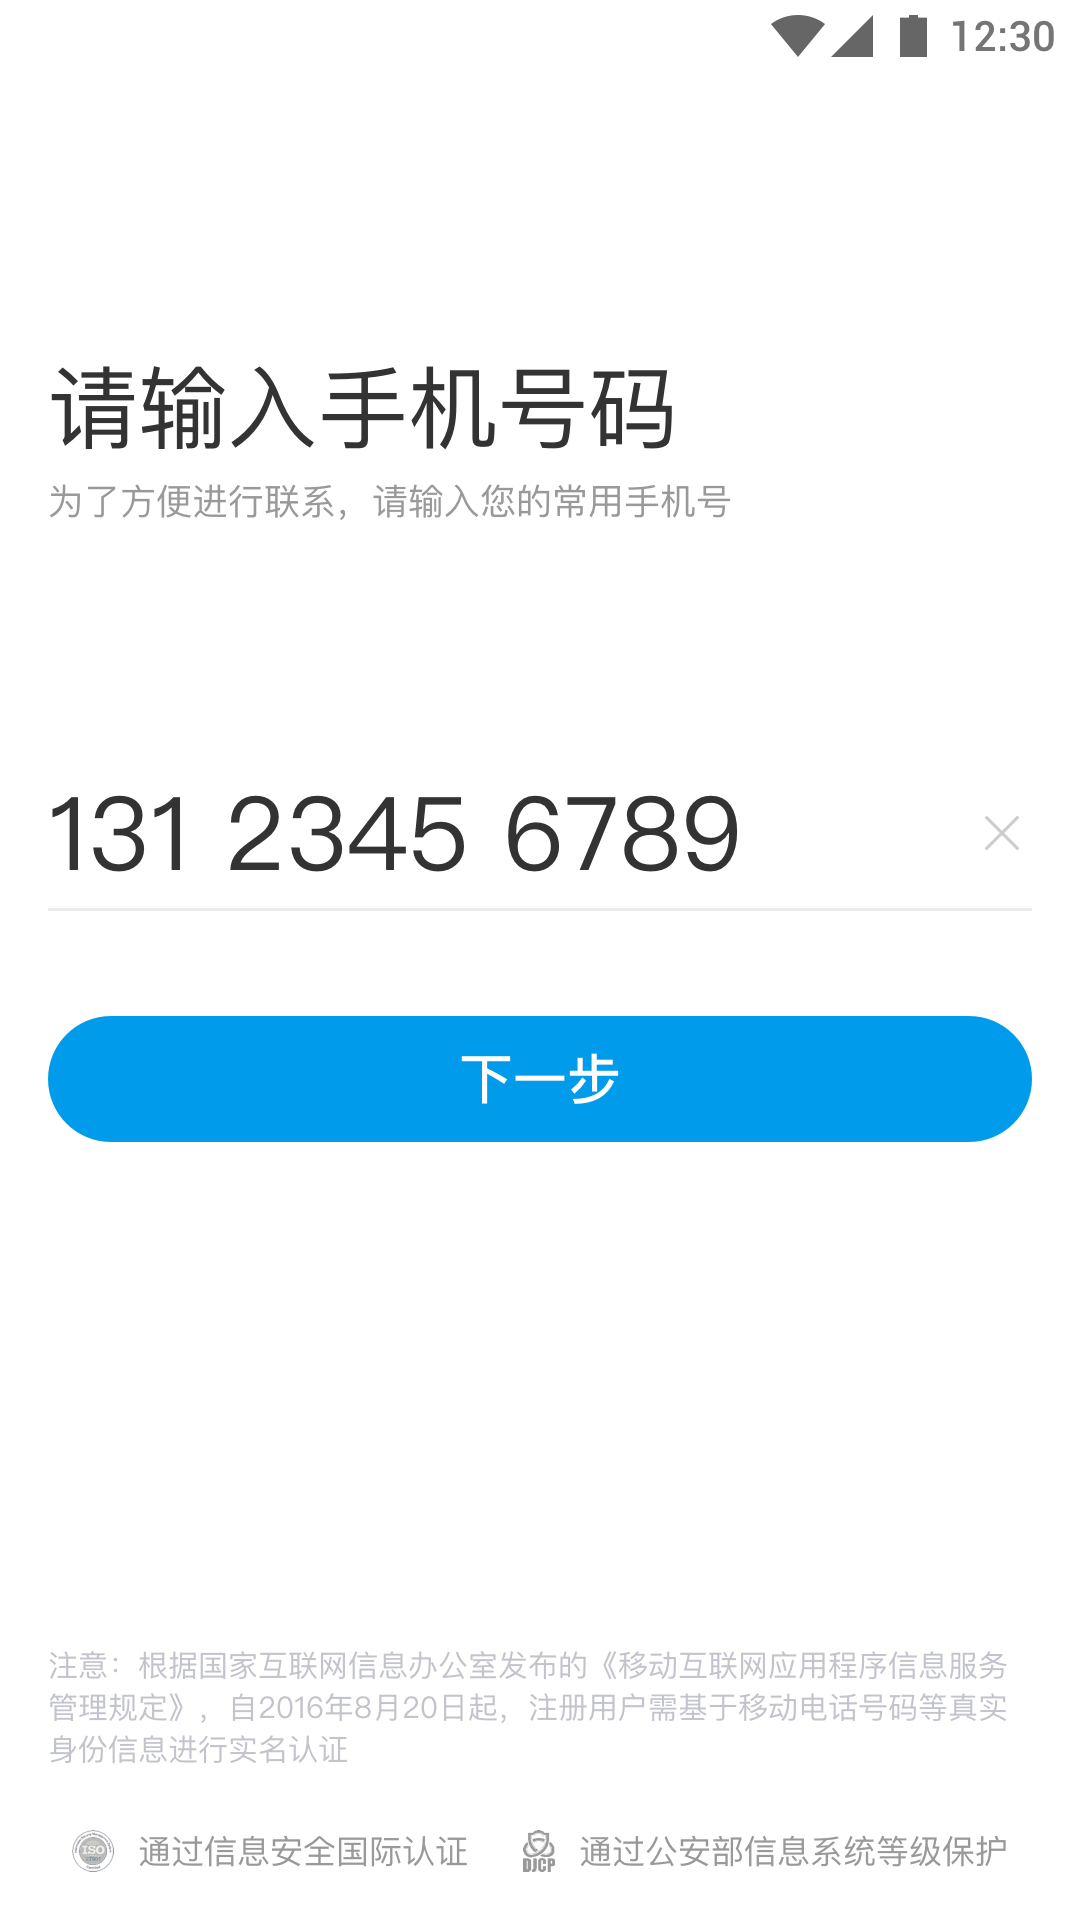 12:30
请输入手机号码
为了方便进行联系，请输入您的常用手机号
131 2345 6789
下一步
注意：根据国家互联网信息办公室发布的《移动互联网应用程序信息服务
管理规定》，自2016年8月20日起，注册用户需基于移动电话号码等真实
身份信息进行实名认证
ISO
通过信息安全国际认证
DJCP
通过公安部信息系统等级保护